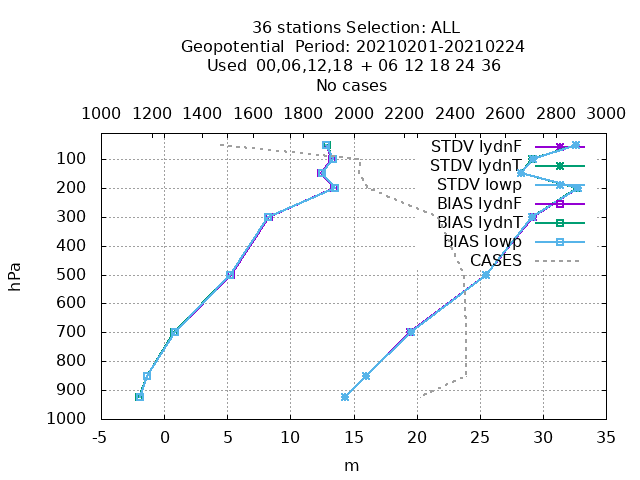 36 stations Selection: ALL
Geopotential  Period: 20210201-20210224
Used  00,06,12,18  + 06 12 18 24 36
No cases
1000 1200 1400 1600 1800 2000 2200 2400 2600 2800 3000
STDV lydnF
STDV lydnT
STDV lowp
BIAS lydnF
BIAS lydnT
BIAS lowp
CASES
100
200
300
400
500
600
700
800
900
1000
hPa
-5 0 5 10 15 20 25 30 35
m